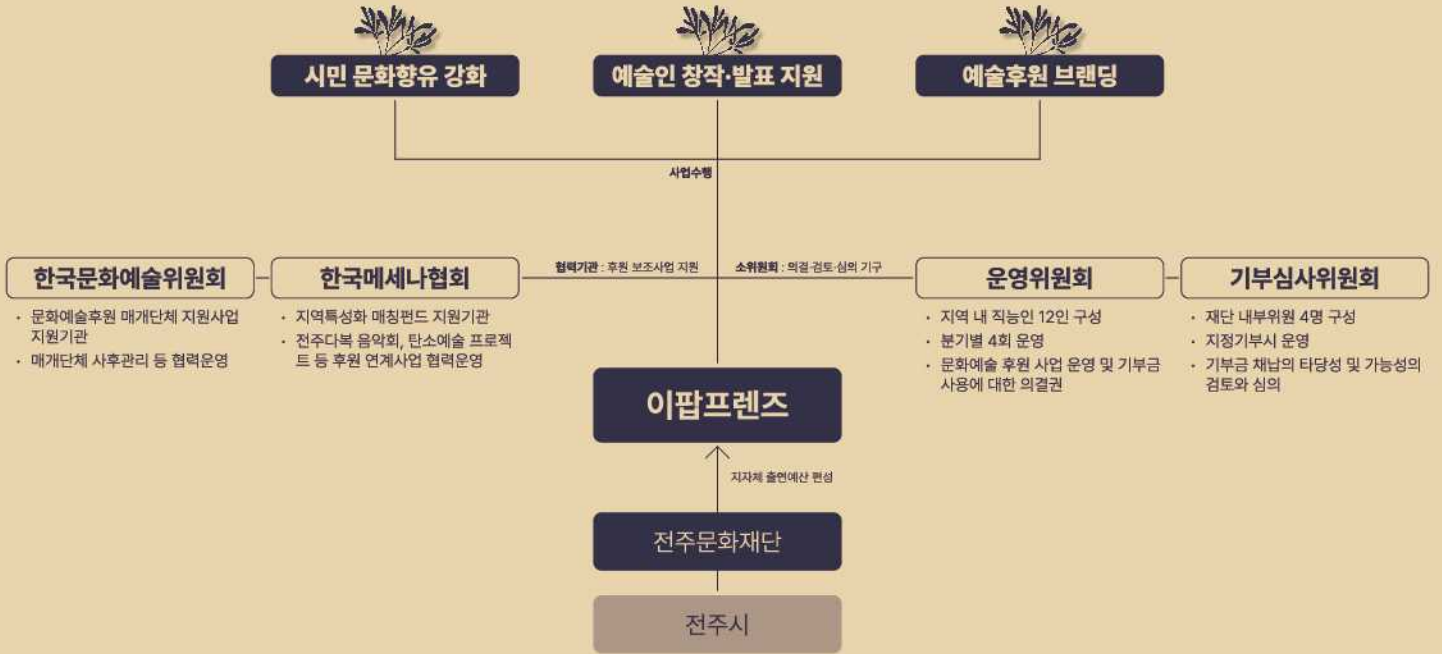 시민 문화향유 강화
예술인 창작·발표 지원
예술후원 브랜딩
사업수행
협력기관 : 후원 보조사업 지원
소위원회 : 의결·검토·심의 기구
한국문화예술위원회
• 문화예술후원 매개단체 지원사업
지원기관
• 매개단체 사후관리 등 협력운영
한국메세나협회
• 지역특성화 매칭펀드 지원기관
• 전주다복 음악회, 탄소예술 프로젝
트 등 후원 연계사업 협력운영
운영위원회
• 지역 내 직능인 12인 구성
• 분기별 4회 운영
• 문화예술 후원 사업 운영 및 기부금
사용에 대한 의결권
기부심사위원회
• 재단 내부위원 4명 구성
• 지정기부시 운영
• 기부금 채납의 타당성 및 가능성의
검토와 심의
이팝프렌즈
지자체 출연예산 편성
전주문화재단
전주시